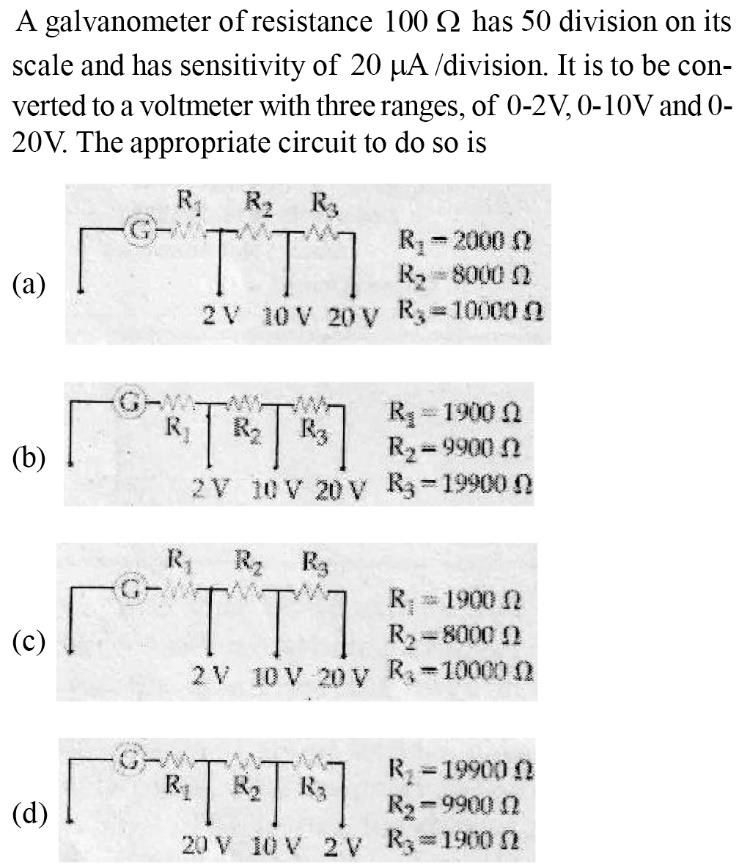 A galvanometer of resistance 100 Ω has 50 division on its
scale and has sensitivity of 20 μA /division. It is to be con-
verted to a voltmeter with three ranges, of 0-2V, 0-10V and 0-
20V. The appropriate circuit to do so is
(a)
R₁ R₂ R₃
G
2 V 10 V 20 V
R₁ = 2000 Ω
R₂ = 8000 Ω
R₃ = 10000 Ω
(b)
G
R₁ R₂ R₃
2 V 10 V 20 V
R₁ = 1900 Ω
R₂ = 9900 Ω
R₃ = 19900 Ω
(c)
R₁ R₂ R₃
G
2 V 10 V 20 V
R₁ = 1900 Ω
R₂ = 8000 Ω
R₃ = 10000 Ω
(d)
G
R₁ R₂ R₃
20 V 10 V 2 V
R₁ = 19900 Ω
R₂ = 9900 Ω
R₃ = 1900 Ω